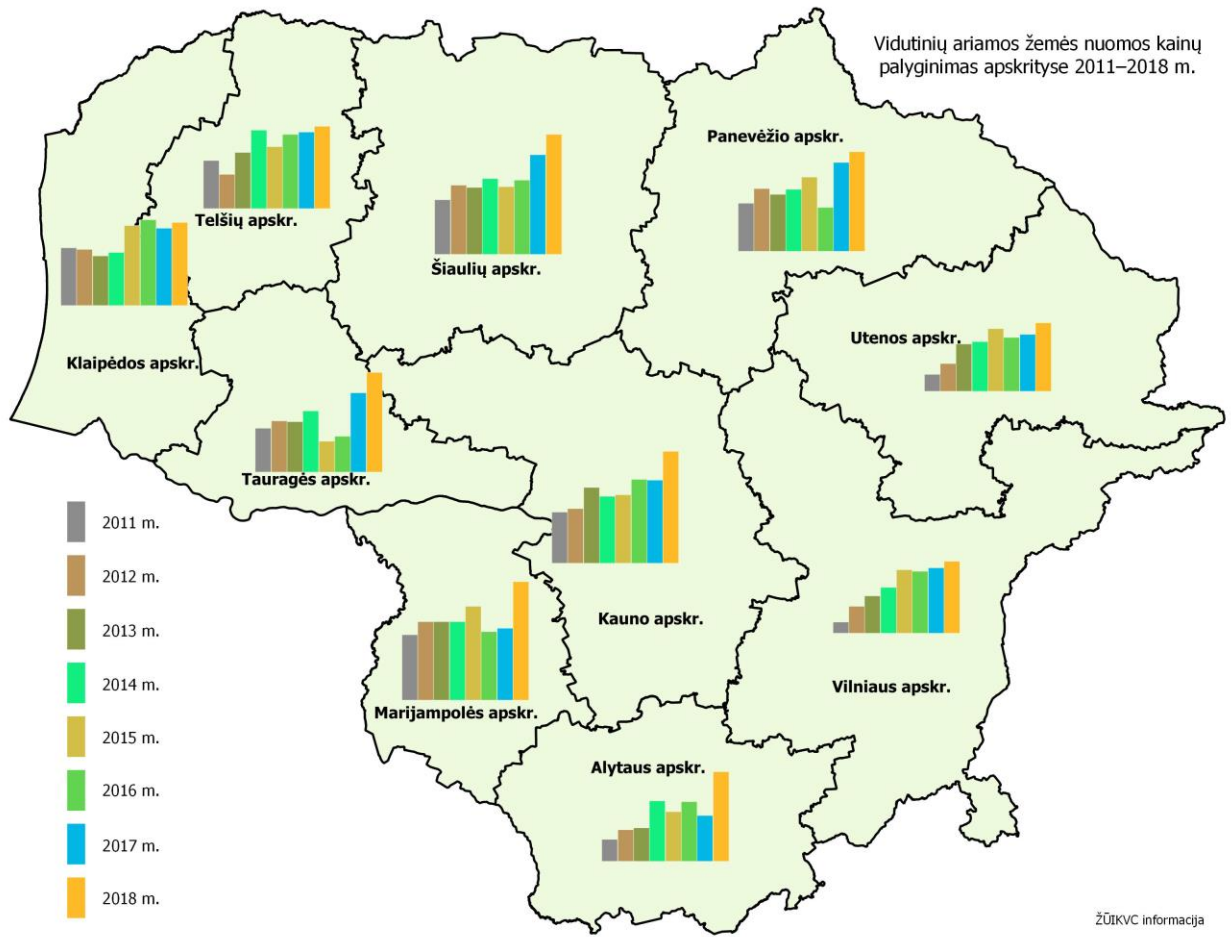 Vidutinių ariamos žemės nuomos kainų
palyginimas apskrityse 2011–2018 m.
Panevėžio apskr.
Telšių apskr.
Šiaulių apskr.
Utenos apskr.
Klaipėdos apskr.
Tauragės apskr.
Kauno apskr.
Vilniaus apskr.
Marijampolės apskr.
Alytaus apskr.
2011 m.
2012 m.
2013 m.
2014 m.
2015 m.
2016 m.
2017 m.
2018 m.
ŽŪIKVC informacija